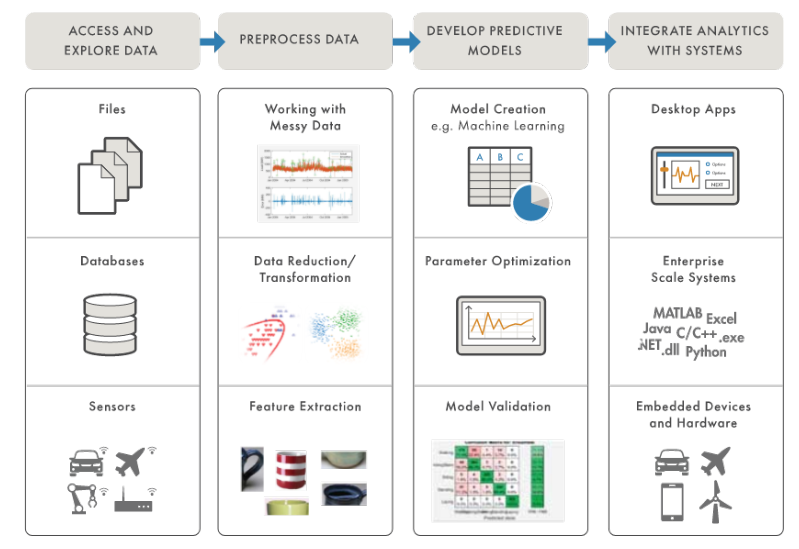 ACCESS AND
EXPLORE DATA
PREPROCESS DATA
DEVELOP PREDICTIVE
MODELS
INTEGRATE ANALYTICS
WITH SYSTEMS
Files
Databases
Sensors
Working with
Messy Data
Data Reduction/
Transformation
Feature Extraction
Model Creation
e.g. Machine Learning
A B C
Parameter Optimization
Model Validation
Desktop Apps
Options
Options
NEXT
Enterprise
Scale Systems
MATLAB Excel
Java C/C++ .exe
.NET .dll Python
Embedded Devices
and Hardware